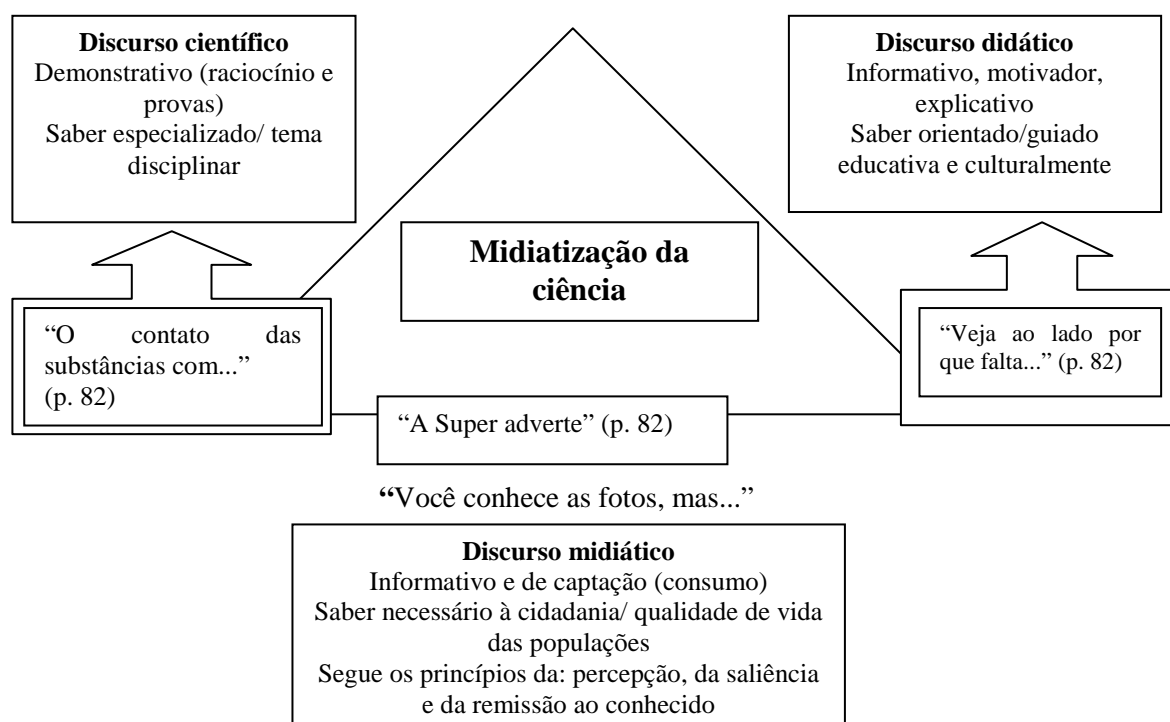 Discurso científico
Demonstrativo (raciocínio e
provas)
Saber especializado/ tema
disciplinar
Discurso didático
Informativo, motivador,
explicativo
Saber orientado/guiado
educativa e culturalmente
Midiatização da
ciência
“O contato das
substâncias com...”
(p. 82)
“Veja ao lado por
que falta...” (p. 82)
“A Super adverte” (p. 82)
“Você conhece as fotos, mas...”
Discurso midiático
Informativo e de captação (consumo)
Saber necessário à cidadania/ qualidade de vida
das populações
Segue os princípios da: percepção, da saliência
e da remissão ao conhecido